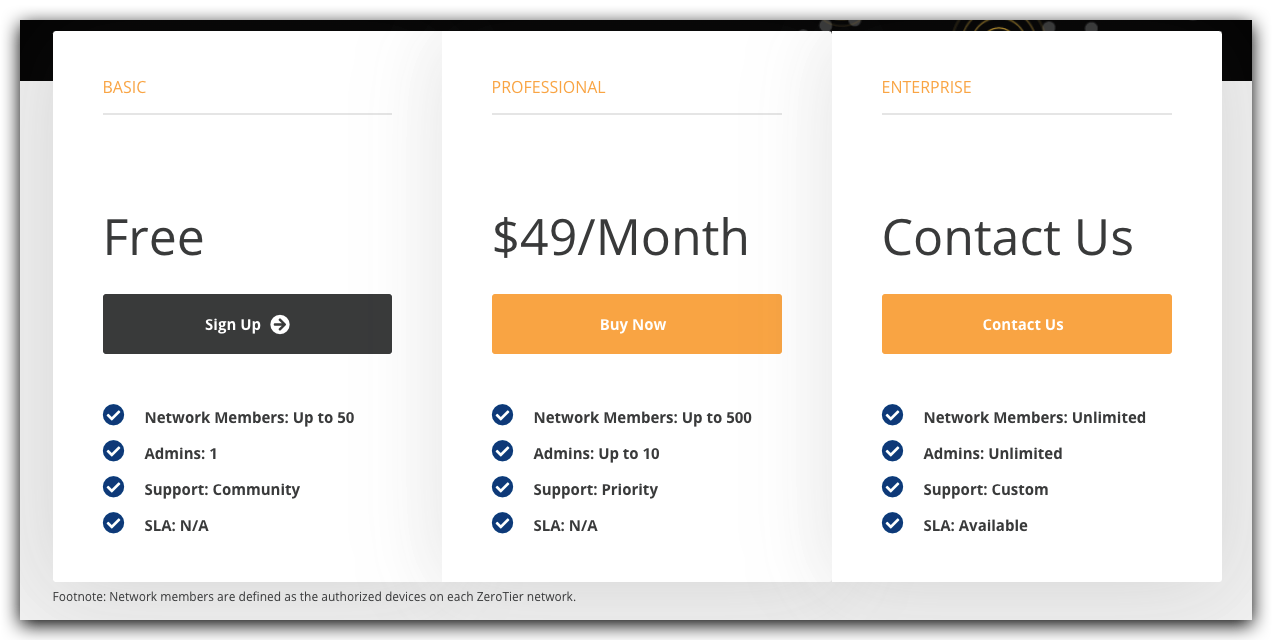 BASIC
Free
Sign Up
Network Members: Up to 50
Admins: 1
Support: Community
SLA: N/A
PROFESSIONAL
$49/Month
Buy Now
Network Members: Up to 500
Admins: Up to 10
Support: Priority
SLA: N/A
ENTERPRISE
Contact Us
Contact Us
Network Members: Unlimited
Admins: Unlimited
Support: Custom
SLA: Available
Footnote: Network members are defined as the authorized devices on each ZeroTier network.